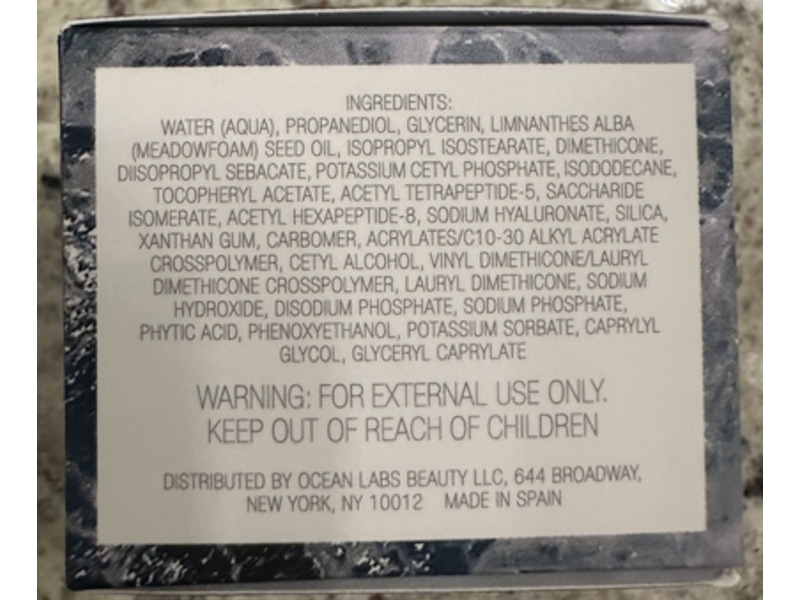 INGREDIENTS:
WATER (AQUA), PROPANEDIOL, GLYCERIN, LIMNANTHES ALBA
(MEADOWFOAM) SEED OIL, ISOPROPYL ISOSTEARATE, DIMETHICONE,
DIISOPROPYL SEBACATE, POTASSIUM CETYL PHOSPHATE, ISODODECANE,
TOCOPHERYL ACETATE, ACETYL TETRAPEPTIDE-5, SACCHARIDE
ISOMERATE, ACETYL HEXAPEPTIDE-8, SODIUM HYALURONATE, SILICA,
XANTHAN GUM, CARBOMER, ACRYLATES/C10-30 ALKYL ACRYLATE
CROSSPOLYMER, CETYL ALCOHOL, VINYL DIMETHICONE/LAURYL
DIMETHICONE CROSSPOLYMER, LAURYL DIMETHICONE, SODIUM
HYDROXIDE, DISODIUM PHOSPHATE, SODIUM PHOSPHATE,
PHYTIC ACID, PHENOXYETHANOL, POTASSIUM SORBATE, CAPRYLYL
GLYCOL, GLYCERYL CAPRYLATE
WARNING: FOR EXTERNAL USE ONLY.
KEEP OUT OF REACH OF CHILDREN
DISTRIBUTED BY OCEAN LABS BEAUTY LLC, 644 BROADWAY,
NEW YORK, NY 10012 MADE IN SPAIN